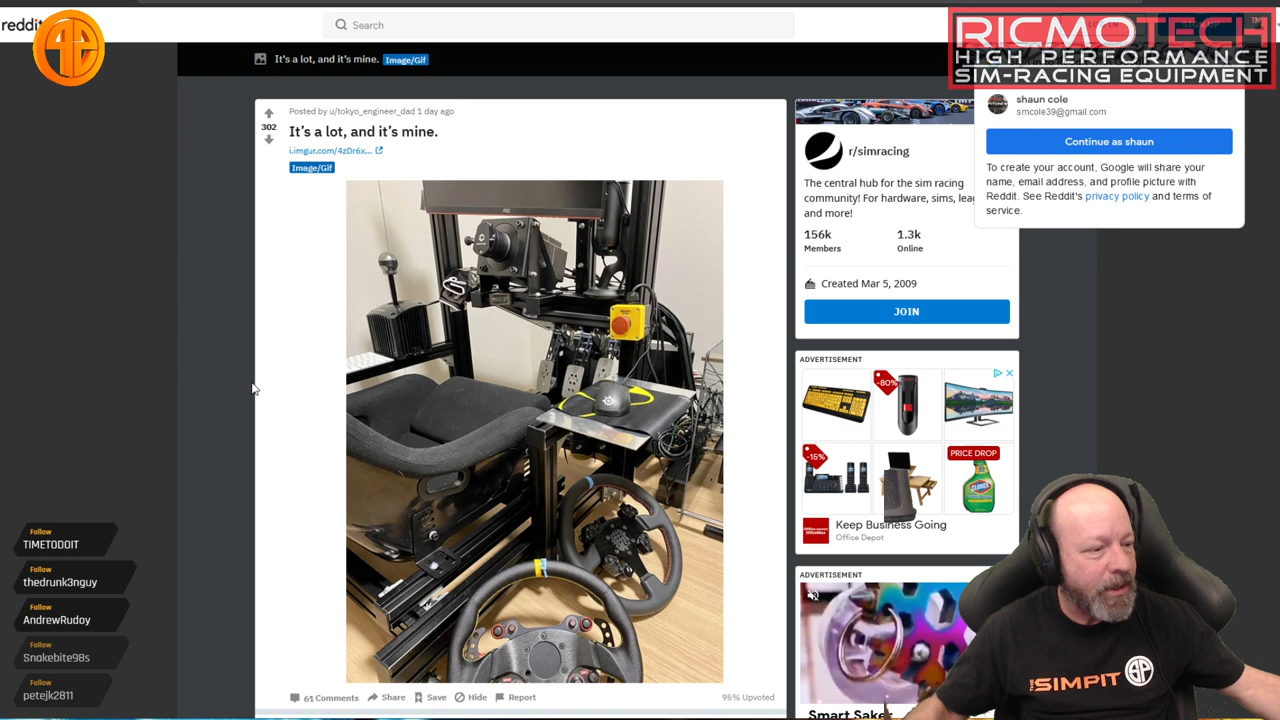 reddit
Search
RICMOTECH
HIGH PERFORMANCE
SIM-RACING EQUIPMENT
It's a lot, and it's mine. Image/Gif
Posted by u/tokyo_engineer_dad 1 day ago
302
It's a lot, and it's mine.
i.imgur.com/4zDr6x...
Image/Gif
r/simracing
The central hub for the sim racing
community! For hardware, sims, lea
and more!
156k
Members
1.3k
Online
Created Mar 5, 2009
JOIN
shaun cole
smcole39@gmail.com
Continue as shaun
To create your account, Google will share your
name, email address, and profile picture with
Reddit. See Reddit's privacy policy and terms of
service.
ADVERTISEMENT
-80%
-15%
PRICE DROP
CLOROX
Keep Business Going
Office Depot
ADVERTISEMENT
Smart Sake
Follow
TIMETODOIT
Follow
thedrunk3nguy
Follow
AndrewRudoy
Follow
Snakebite98s
Follow
petejk2811
61 Comments
Share
Save
Hide
Report
95% Upvoted
THE SIMPIT